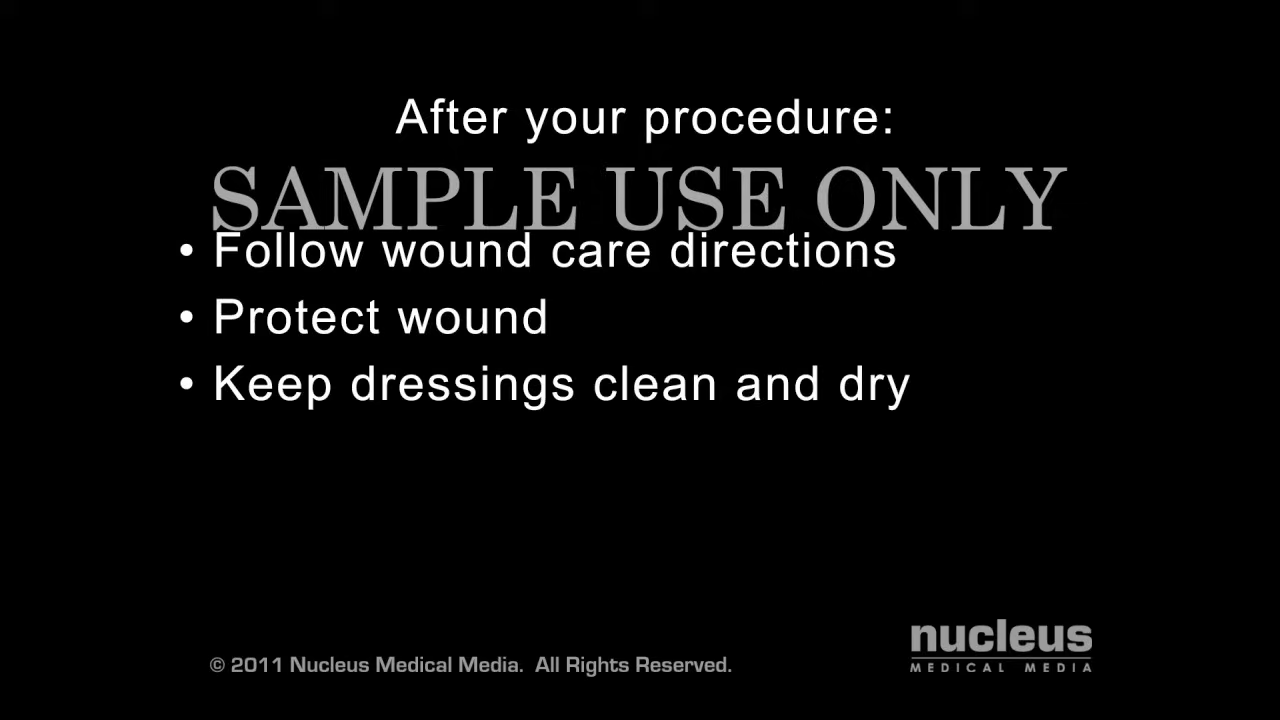 After your procedure:
SAMPLE USE ONLY
• Follow wound care directions
• Protect wound
• Keep dressings clean and dry
nucleus
MEDICAL MEDIA
© 2011 Nucleus Medical Media. All Rights Reserved.